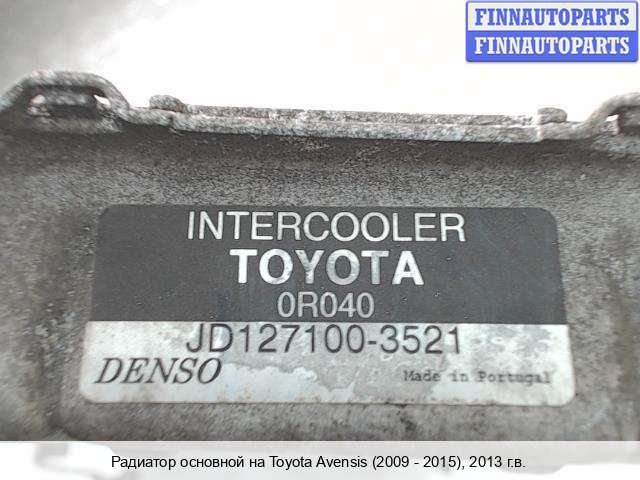 FINNAUTOPARTS
FINNAUTOPARTS
INTERCOOLER
TOYOTA
0R040
JD127100-3521
DENSO
Made in Portugal
Радиатор основной на Toyota Avensis (2009 - 2015), 2013 г.в.